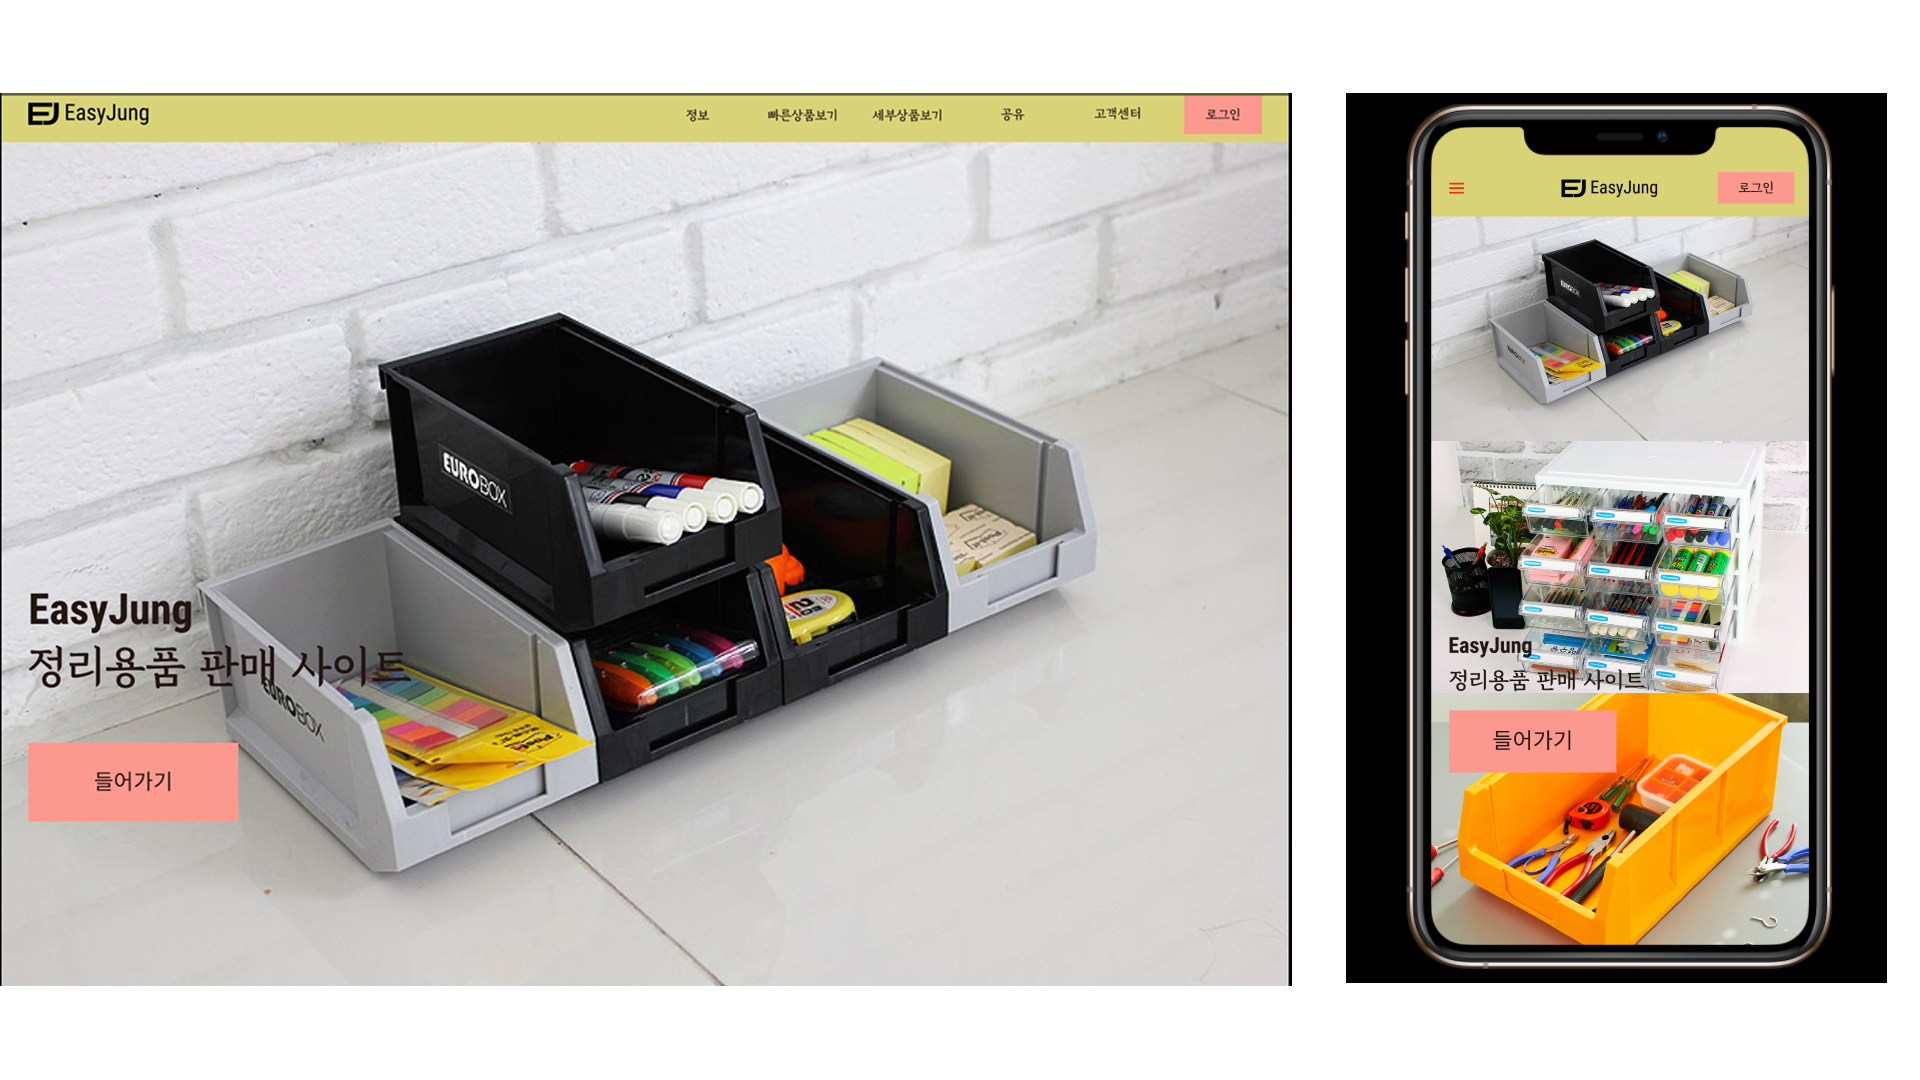 EJ EasyJung
정보 빠른상품보기 세부상품보기 공유 고객센터 로그인
EUROBOX
EasyJung
정리용품 판매 사이트
EUROBOX
들어가기
EJ EasyJung
로그인
EUROBOX
EasyJung
정리용품 판매 사이트
들어가기